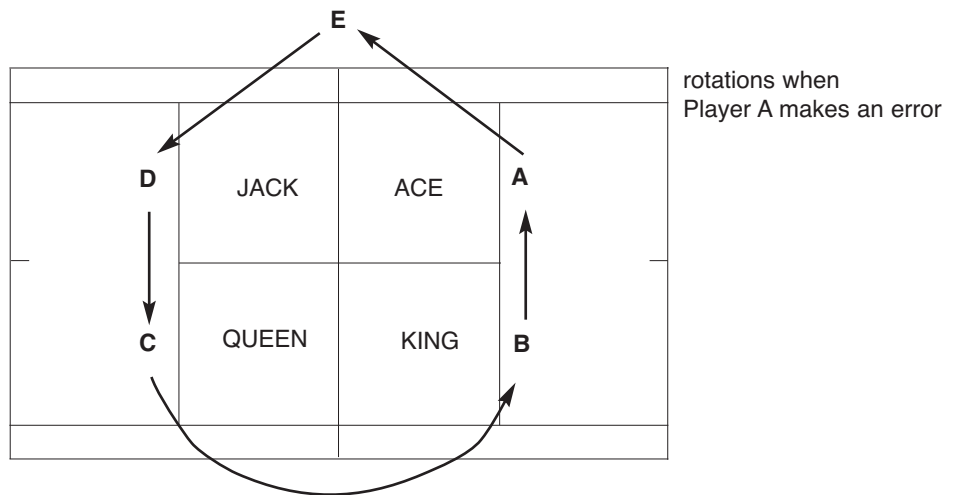 E
rotations when
Player A makes an error
D
JACK
ACE
A
C
QUEEN
KING
B